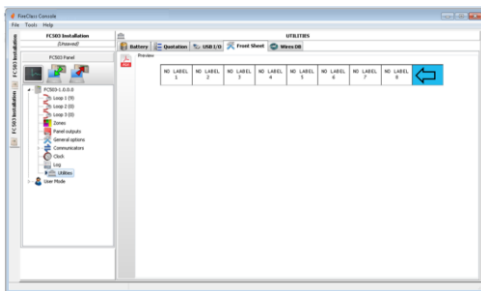 FireClass Console
File Tools Help
FC503 Installation
(Unnamed)
FC503 Panel
FC503-1.0.0.0
Loop 1 (9)
Loop 2 (0)
Loop 3 (0)
Zones
Panel outputs
General options
Communicators
Clock
Log
Utilities
User Mode
UTILITIES
Battery Quotation USB I/O Front Sheet Wires DB
Preview
NO LABEL NO LABEL NO LABEL NO LABEL NO LABEL NO LABEL NO LABEL NO LABEL
1 2 3 4 5 6 7 8